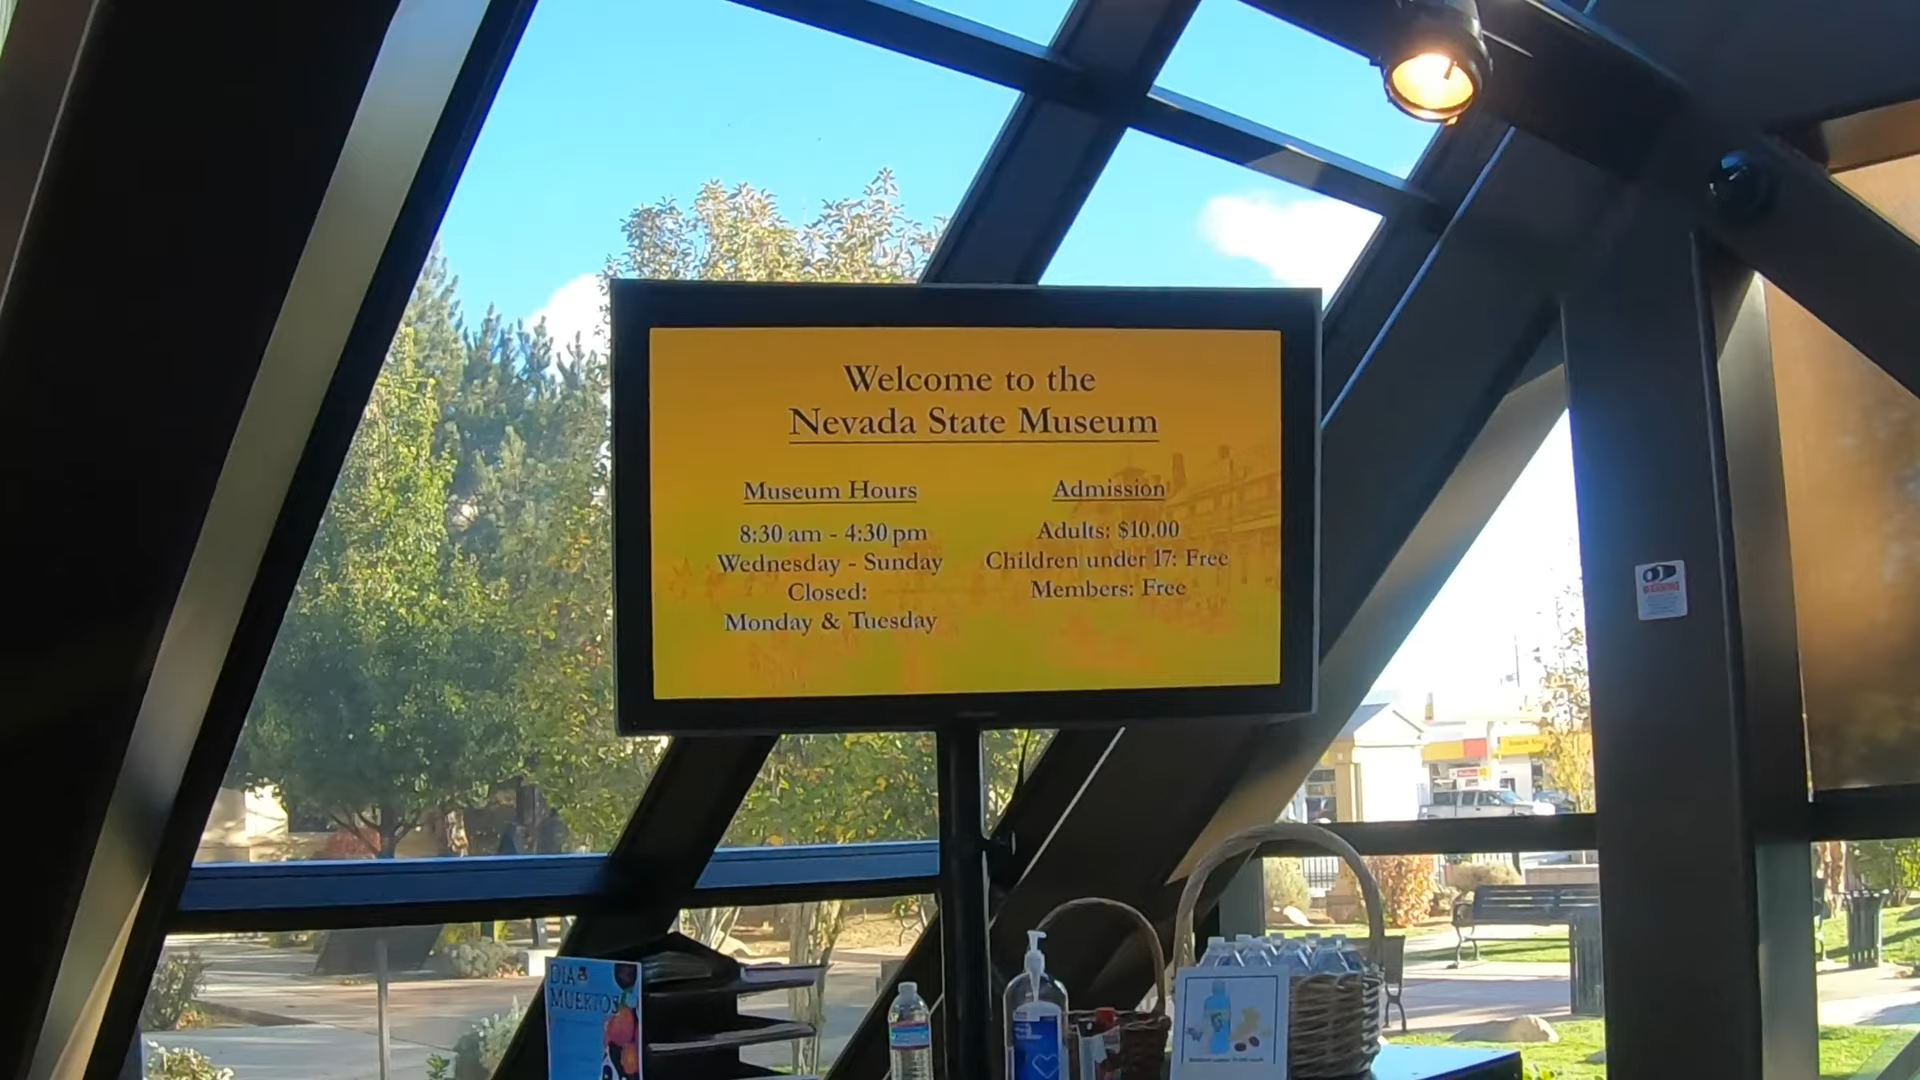 Welcome to the
Nevada State Museum
Museum Hours
8:30 am - 4:30 pm
Wednesday - Sunday
Closed:
Monday & Tuesday
Admission
Adults: $10.00
Children under 17: Free
Members: Free
WARNING
DIA
MUERTOS